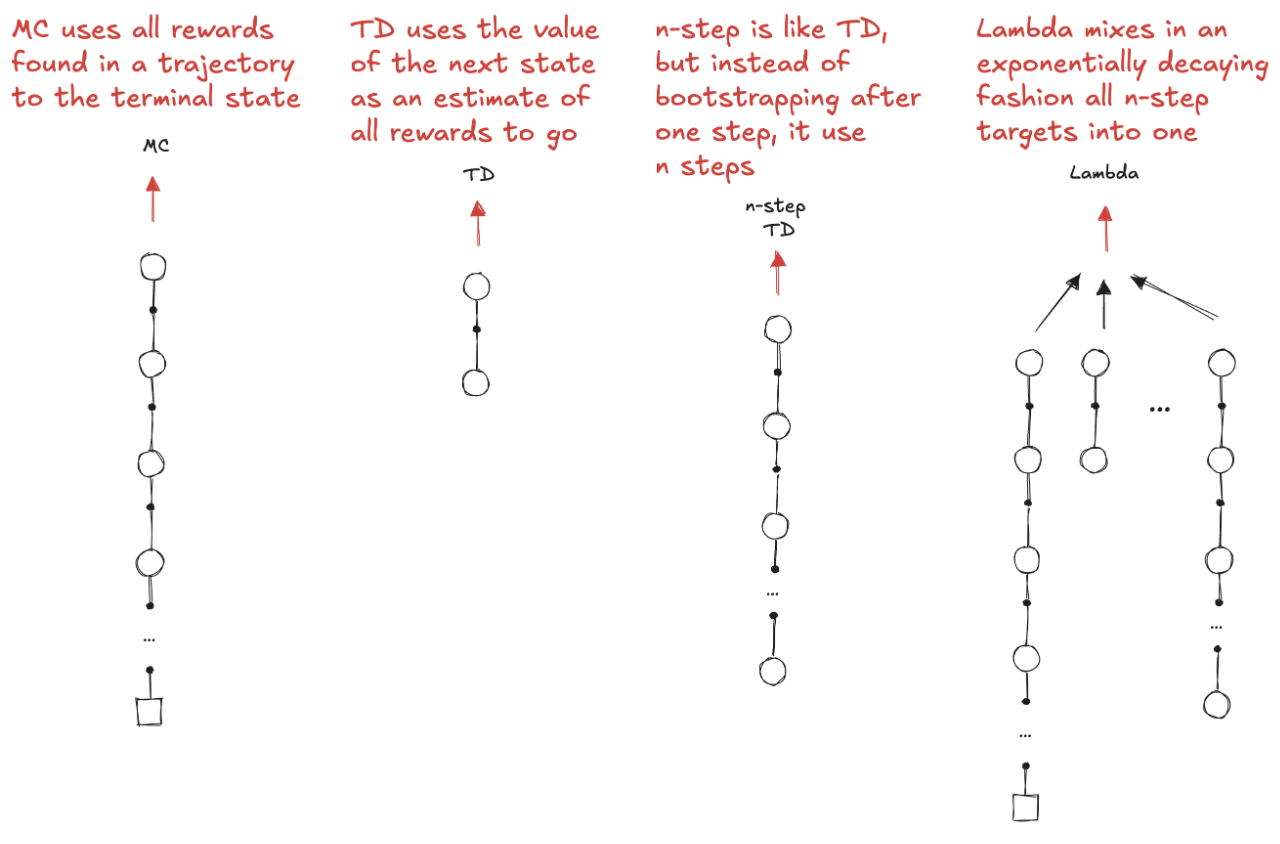 MC uses all rewards
found in a trajectory
to the terminal state
MC
...
TD uses the value
of the next state
as an estimate of
all rewards to go
TD
n-step is like TD,
but instead of
bootstrapping after
one step, it use
n steps
n-step
TD
...
Lambda mixes in an
exponentially decaying
fashion all n-step
targets into one
Lambda
...
...
...